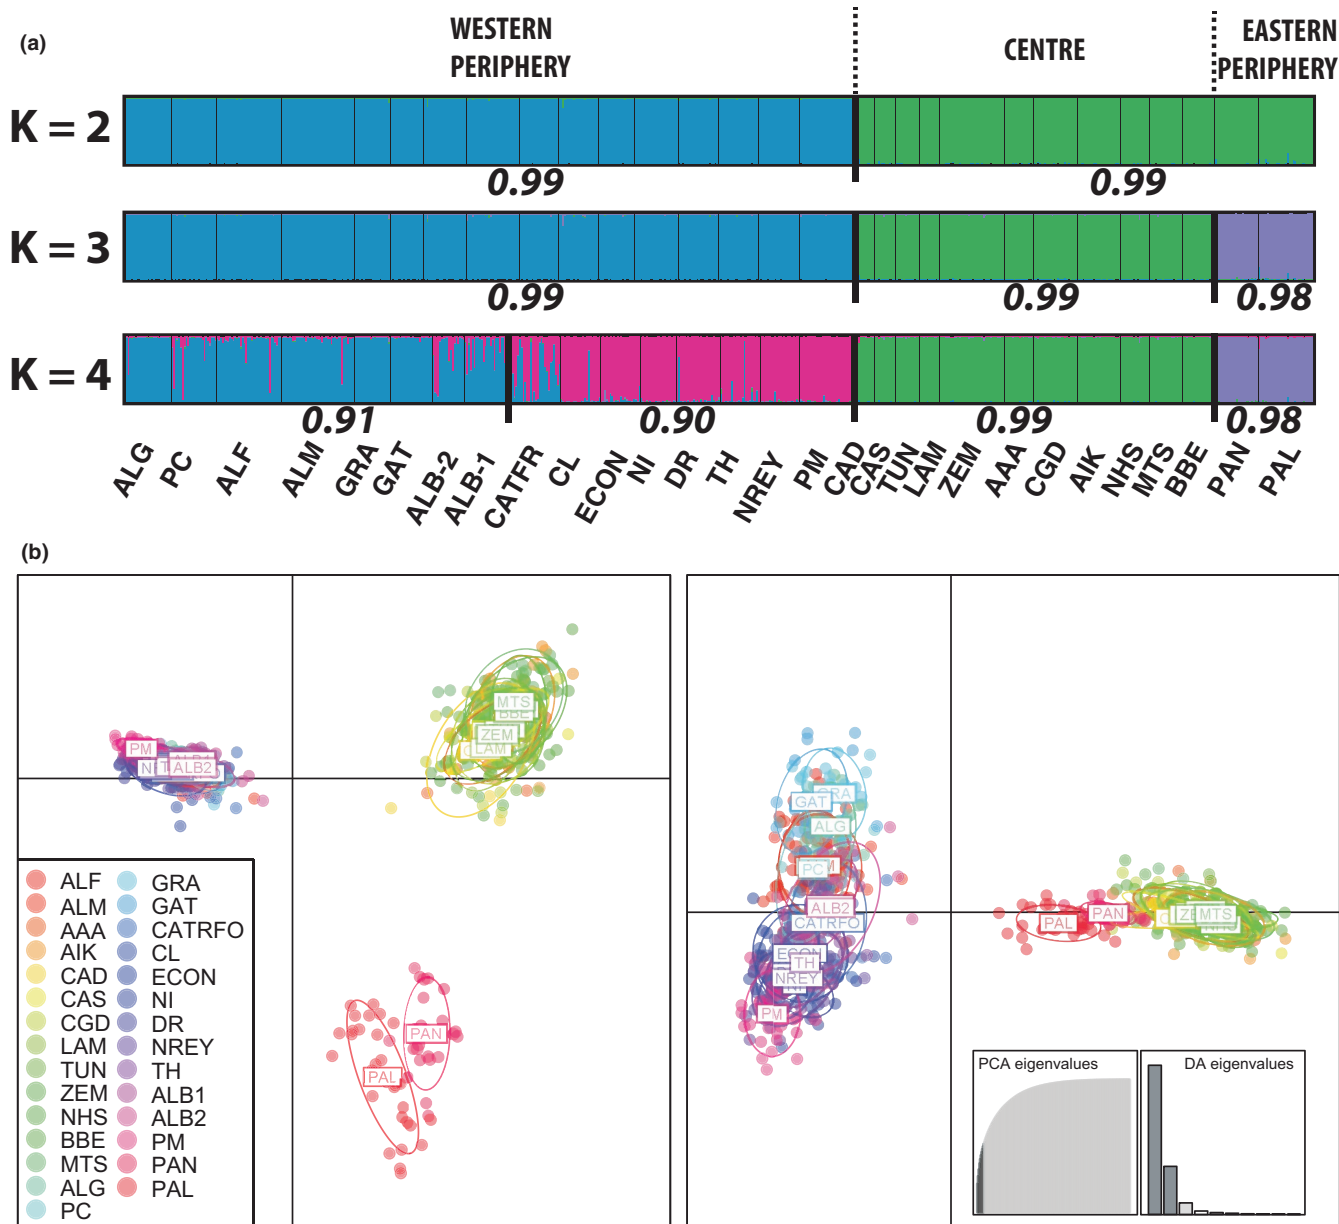 (a)
WESTERN PERIPHERY
CENTRE
EASTERN PERIPHERY
K = 2
0.99
0.99
K = 3
0.99
0.99
0.98
K = 4
0.91
0.90
0.99
0.98
ALG
PC
ALF
ALM
GRA
GAT
ALB-2
ALB-1
CATFR
CL
ECON
NI
DR
TH
NREY
PM
CAD
CAS
TUN
LAM
ZEM
AAA
CGD
AIK
NHS
MTS
BBE
PAN
PAL
(b)
PM
ALB2
MTS
BBE
ZEM
LAM
PAN
PAL
ALF
ALM
AAA
AIK
CAD
CAS
CGD
LAM
TUN
ZEM
NHS
BBE
MTS
ALG
PC
GRA
GAT
CATRFO
CL
ECON
NI
DR
NREY
TH
ALB1
ALB2
PM
PAN
PAL
GRA
GAT
ALG
PC
ALB2
CATRFO
ECON
TH
NREY
PM
PAL
PAN
MTS
PCA eigenvalues
DA eigenvalues